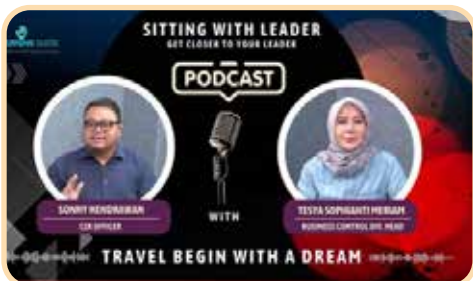 SITTING WITH LEADER
GET CLOSER TO YOUR LEADER
PODCAST
SONNY HENDRAWAN
CSR OFFICER
WITH
TESYA SOPHIANTI MERIAM
BUSINESS CONTROL DIV. HEAD
TRAVEL BEGIN WITH A DREAM